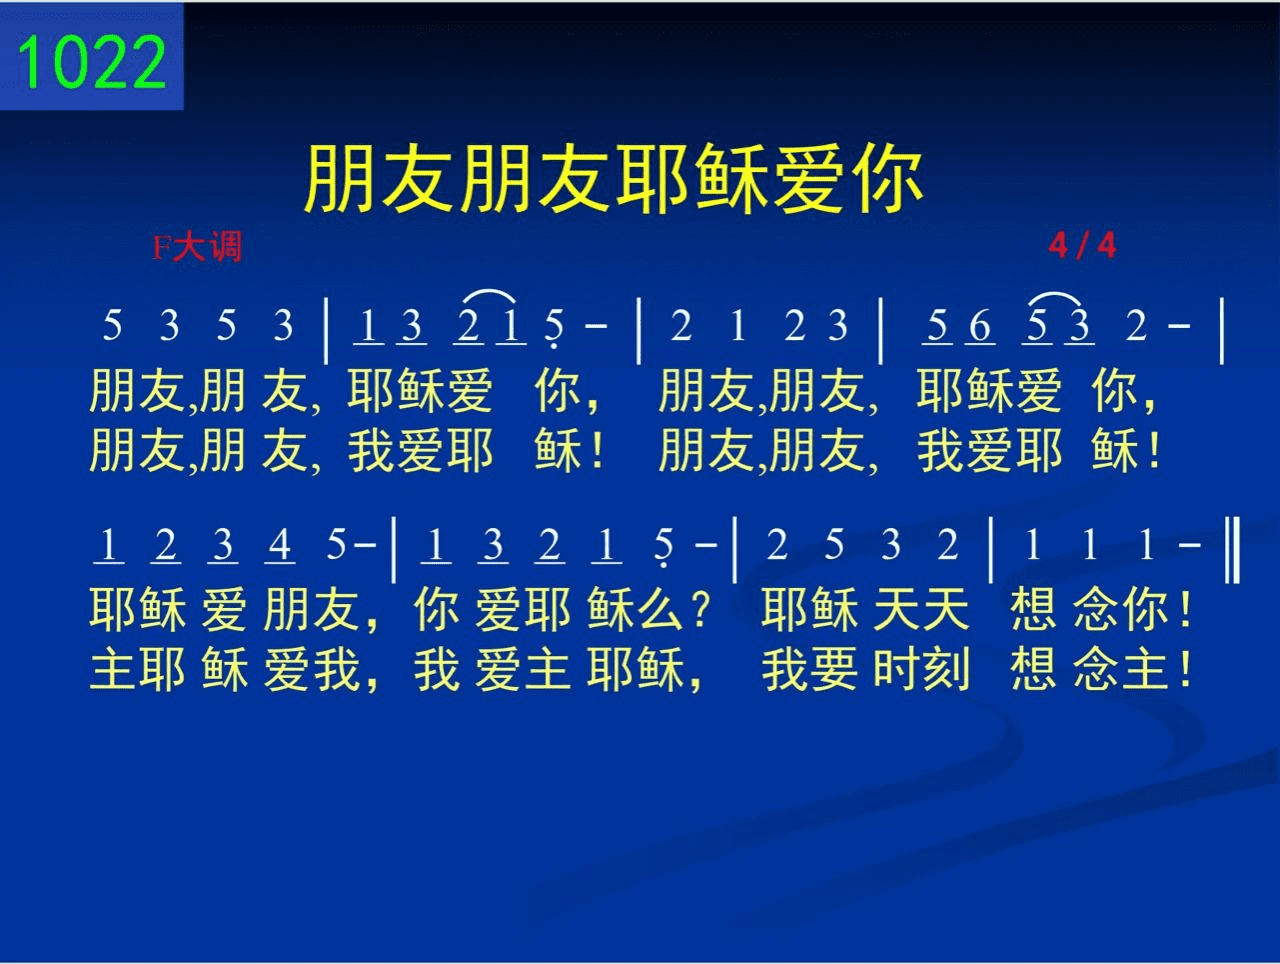 1022
朋友朋友耶稣爱你
F大调 4/4
5 3 5 3 | 1 3 2 1 5 - | 2 1 2 3 | 5 6 5 3 2 - |
朋友,朋 友, 耶稣爱 你， 朋友,朋友, 耶稣爱 你，
朋友,朋 友, 我爱耶 稣！ 朋友,朋友, 我爱耶 稣！
1 2 3 4 5 - | 1 3 2 1 5 - | 2 5 3 2 | 1 1 1 - ||
耶稣 爱 朋友，你 爱耶 稣么？ 耶稣 天天 想 念你！
主耶 稣 爱我，我 爱主 耶稣， 我要 时刻 想 念主！